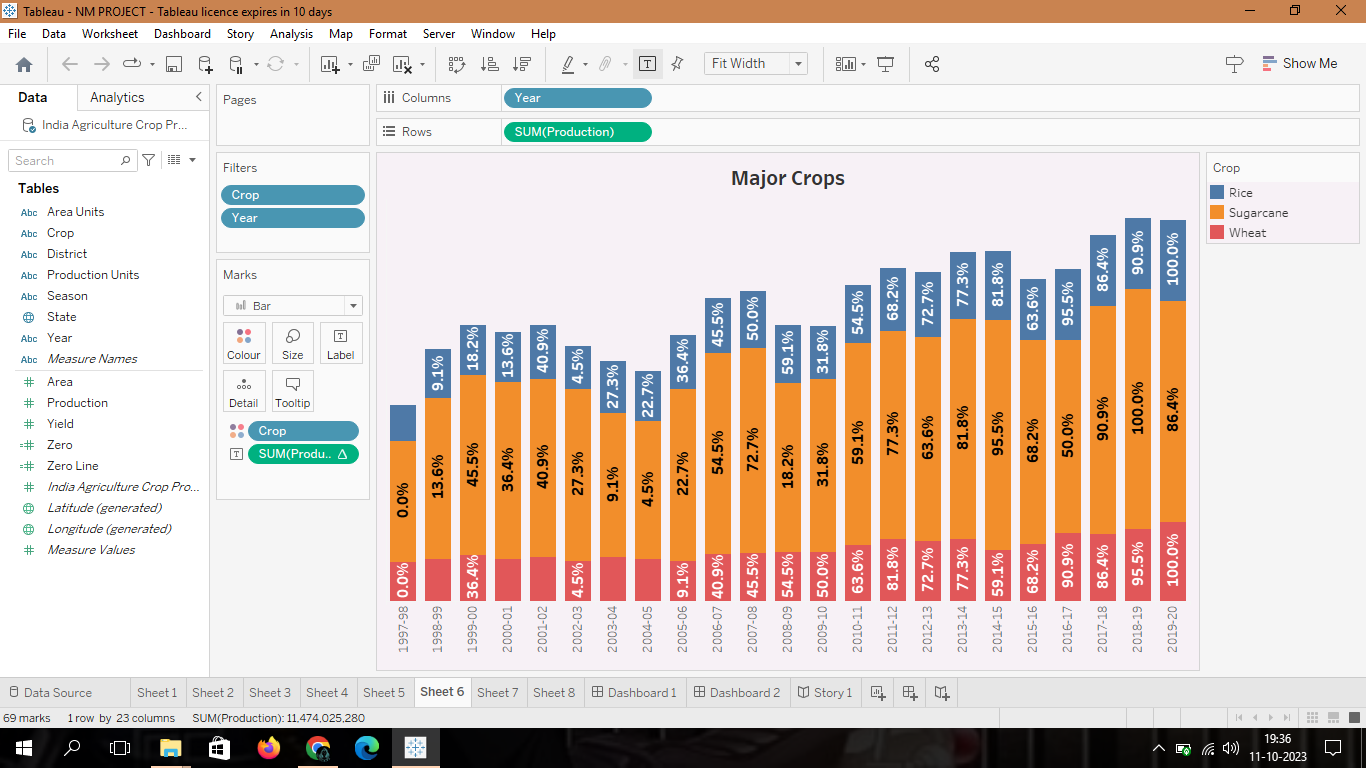 Tableau - NM PROJECT - Tableau licence expires in 10 days
File Data Worksheet Dashboard Story Analysis Map Format Server Window Help
Fit Width
Show Me
Data Analytics
India Agriculture Crop Pr...
Search
Tables
Abc Area Units
Abc Crop
Abc District
Abc Production Units
Abc Season
State
Abc Year
Abc Measure Names
Area
Production
Yield
Zero
Zero Line
India Agriculture Crop Pro...
Latitude (generated)
Longitude (generated)
Measure Values
Pages
Filters
Crop
Year
Marks
Bar
Colour Size Label
Detail Tooltip
Crop
SUM(Produ.. Δ
Columns Year
Rows SUM(Production)
Major Crops
9.1% 18.2% 13.6% 40.9% 4.5% 27.3% 22.7% 36.4% 45.5% 50.0% 59.1% 31.8% 54.5% 68.2% 72.7% 77.3% 81.8% 63.6% 95.5% 86.4% 90.9% 100.0%
0.0% 13.6% 45.5% 36.4% 40.9% 27.3% 9.1% 4.5% 22.7% 54.5% 72.7% 18.2% 31.8% 59.1% 77.3% 63.6% 81.8% 95.5% 68.2% 50.0% 90.9% 100.0% 86.4%
0.0% 36.4% 4.5% 9.1% 40.9% 45.5% 54.5% 50.0% 63.6% 81.8% 72.7% 77.3% 59.1% 68.2% 90.9% 86.4% 95.5% 100.0%
1997-98 1998-99 1999-00 2000-01 2001-02 2002-03 2003-04 2004-05 2005-06 2006-07 2007-08 2008-09 2009-10 2010-11 2011-12 2012-13 2013-14 2014-15 2015-16 2016-17 2017-18 2018-19 2019-20
Crop
Rice
Sugarcane
Wheat
Data Source Sheet 1 Sheet 2 Sheet 3 Sheet 4 Sheet 5 Sheet 6 Sheet 7 Sheet 8 Dashboard 1 Dashboard 2 Story 1
69 marks 1 row by 23 columns SUM(Production): 11,474,025,280
19:36
11-10-2023